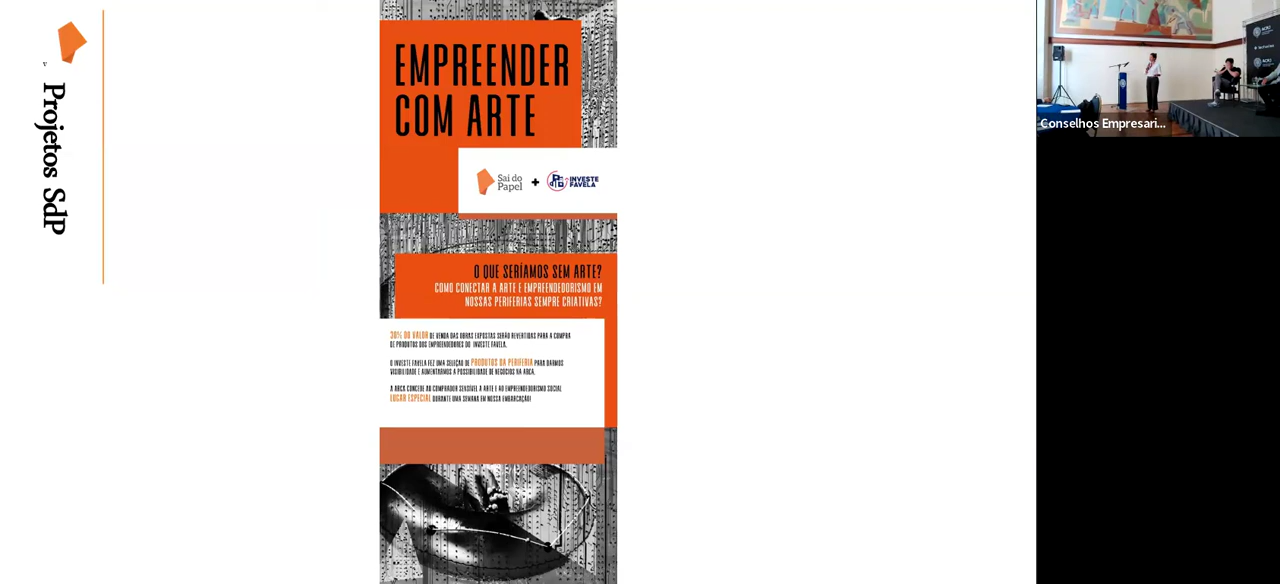 Projetos SdP
EMPREENDER
COM ARTE
Sai do
Papel
+
INVESTE
FAVELA
O QUE SERÍAMOS SEM ARTE?
COMO CONECTAR A ARTE E EMPREENDEDORISMO EM
NOSSAS PERIFERIAS SEMPRE CRIATIVAS?
30% DO VALOR DE VENDA DAS OBRAS EXPOSTAS SERÃO REVERTIDAS PARA A COMPRA
DE PRODUTOS DOS EMPREENDEDORES DO INVESTE FAVELA.
O INVESTE FAVELA FEZ UMA SELEÇÃO DE PRODUTOS DA PERIFERIA PARA DARMOS
VISIBILIDADE E AUMENTARMOS A POSSIBILIDADE DE NEGÓCIOS NA ARCA.
A ARCA CONCEDE AO COMPRADOR SENSÍVEL A ARTE E AO EMPREENDEDORISMO SOCIAL
LUGAR ESPECIAL DURANTE UMA SEMANA EM NOSSA EMBARCAÇÃO!
Conselhos Empresari...